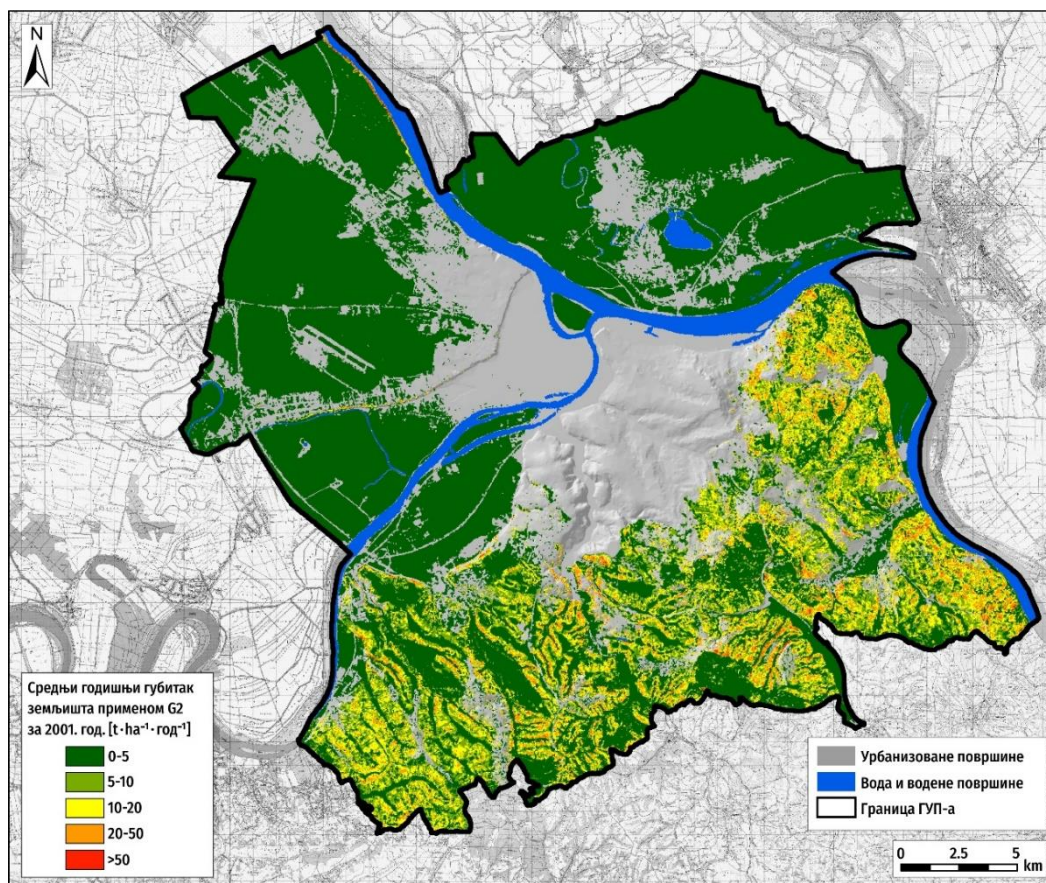 N
Средњи годишњи губитак
земљишта применом G2
за 2001. год. [t·ha⁻¹·год⁻¹]
0-5
5-10
10-20
20-50
>50
Урбанизоване површине
Вода и водене површине
Граница ГУП-а
0 2.5 5
km